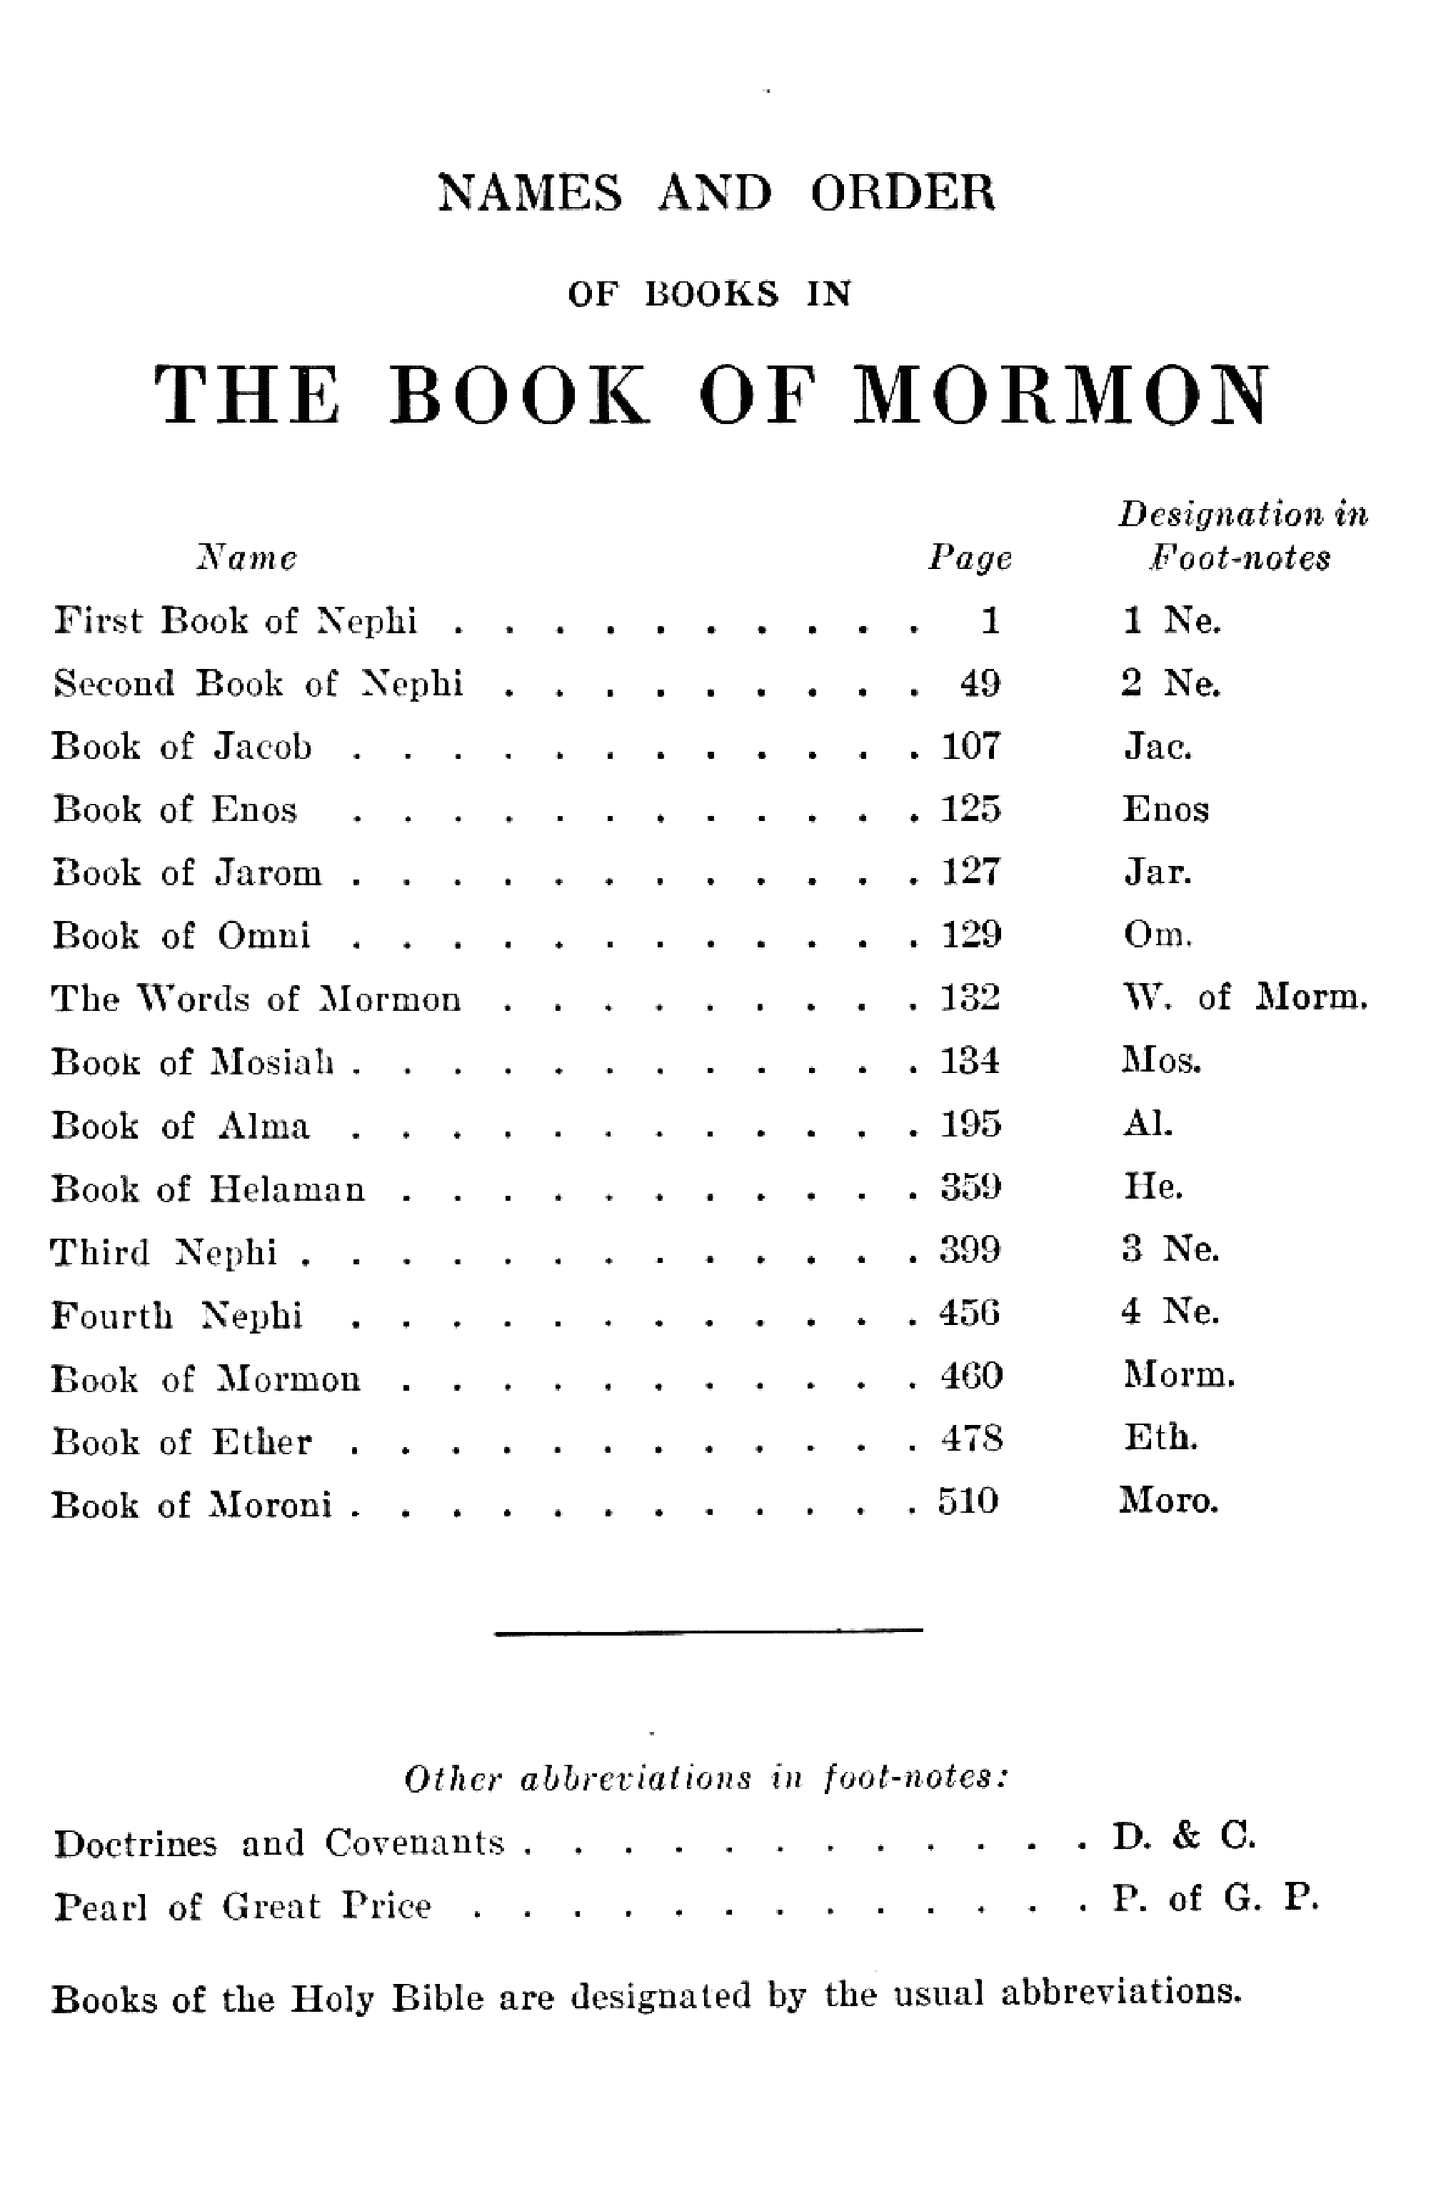 NAMES AND ORDER
OF BOOKS IN
THE BOOK OF MORMON
Designation in
Name Page Foot-notes
First Book of Nephi . . . . . . . . . . 1 1 Ne.
Second Book of Nephi . . . . . . . . . 49 2 Ne.
Book of Jacob . . . . . . . . . . . . 107 Jac.
Book of Enos . . . . . . . . . . . . 125 Enos
Book of Jarom . . . . . . . . . . . . 127 Jar.
Book of Omni . . . . . . . . . . . . 129 Om.
The Words of Mormon . . . . . . . . . 132 W. of Morm.
Book of Mosiah . . . . . . . . . . . . 134 Mos.
Book of Alma . . . . . . . . . . . . 195 Al.
Book of Helaman . . . . . . . . . . . 359 He.
Third Nephi . . . . . . . . . . . . . 399 3 Ne.
Fourth Nephi . . . . . . . . . . . . 456 4 Ne.
Book of Mormon . . . . . . . . . . . 460 Morm.
Book of Ether . . . . . . . . . . . . 478 Eth.
Book of Moroni . . . . . . . . . . . . 510 Moro.
Other abbreviations in foot-notes:
Doctrines and Covenants . . . . . . . . . . . . D. & C.
Pearl of Great Price . . . . . . . . . . . . . P. of G. P.
Books of the Holy Bible are designated by the usual abbreviations.